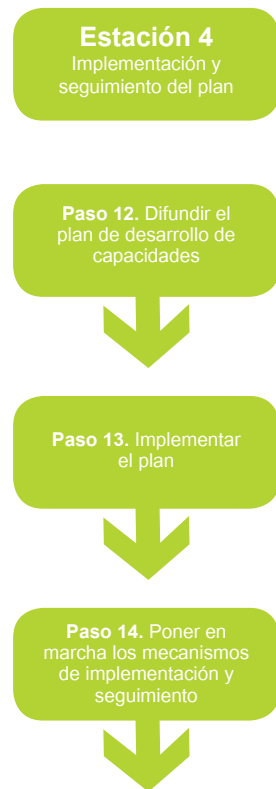 Estación 4
Implementación y
seguimiento del plan
Paso 12. Difundir el
plan de desarrollo de
capacidades
Paso 13. Implementar
el plan
Paso 14. Poner en
marcha los mecanismos
de implementación y
seguimiento